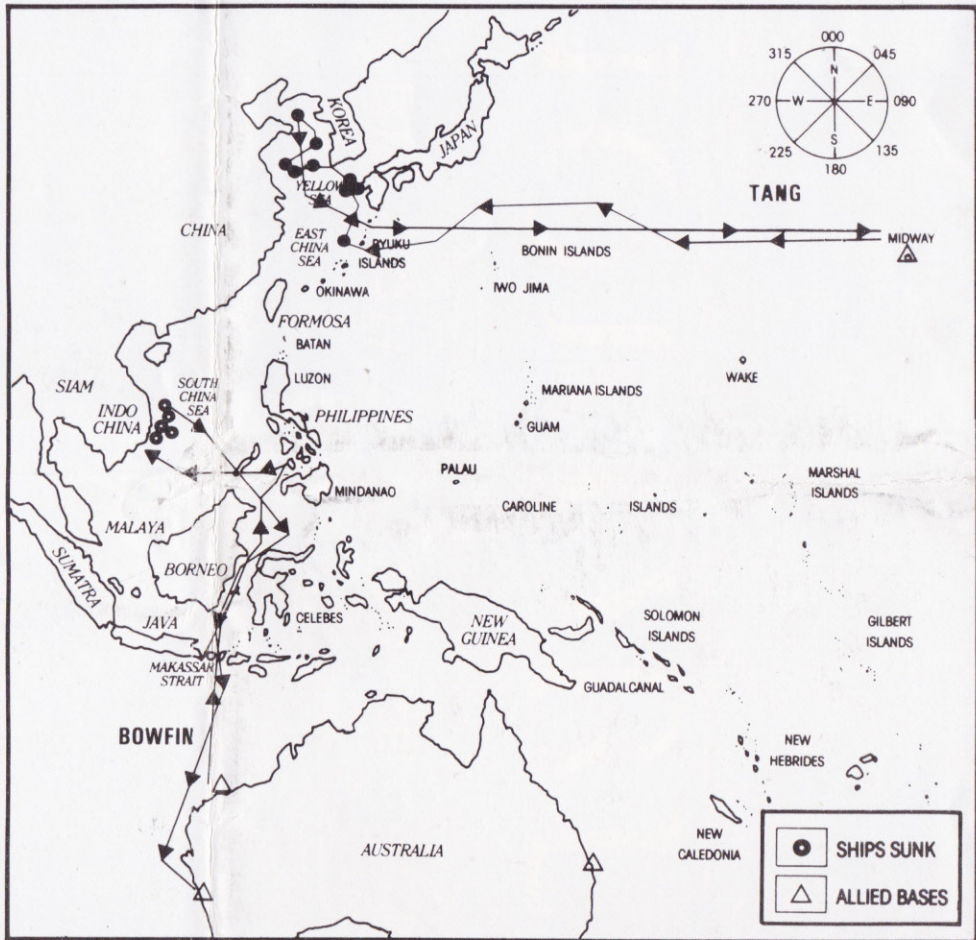 000
315
045
N
270
W
E
090
S
225
135
180
KOREA
JAPAN
TANG
YELLOW
SEA
CHINA
EAST
CHINA
SEA
RYUKU
ISLANDS
BONIN ISLANDS
MIDWAY
OKINAWA
IWO JIMA
FORMOSA
BATAN
LUZON
WAKE
SIAM
SOUTH
CHINA
SEA
INDO
CHINA
MARIANA ISLANDS
PHILIPPINES
GUAM
PALAU
MINDANAO
MARSHAL
ISLANDS
CAROLINE
ISLANDS
MALAYA
SUMATRA
BORNEO
JAVA
CELEBES
NEW
GUINEA
SOLOMON
ISLANDS
GILBERT
ISLANDS
MAKASSAR
STRAIT
GUADALCANAL
BOWFIN
NEW
HEBRIDES
NEW
CALEDONIA
AUSTRALIA
SHIPS SUNK
ALLIED BASES